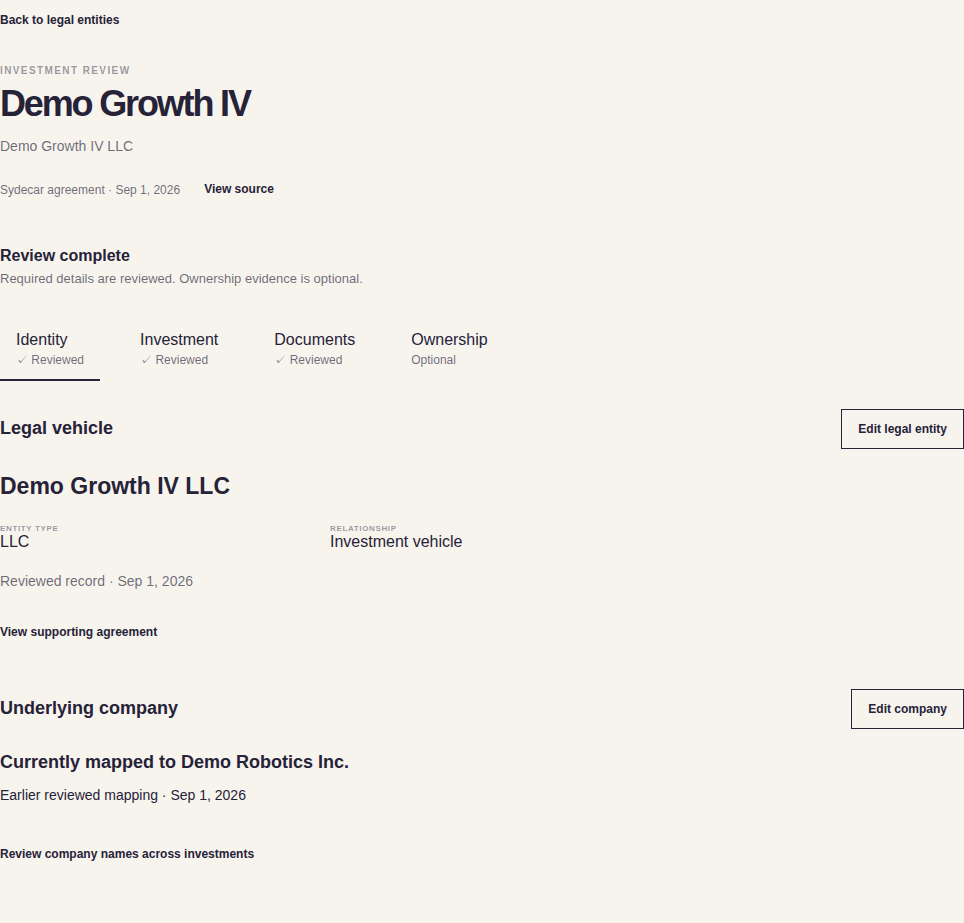 Back to legal entities
INVESTMENT REVIEW
Demo Growth IV
Demo Growth IV LLC
Sydecar agreement · Sep 1, 2026 View source
Review complete
Required details are reviewed. Ownership evidence is optional.
Identity Investment Documents Ownership
✓ Reviewed ✓ Reviewed ✓ Reviewed Optional
Legal vehicle Edit legal entity
Demo Growth IV LLC
ENTITY TYPE RELATIONSHIP
LLC Investment vehicle
Reviewed record · Sep 1, 2026
View supporting agreement
Underlying company Edit company
Currently mapped to Demo Robotics Inc.
Earlier reviewed mapping · Sep 1, 2026
Review company names across investments